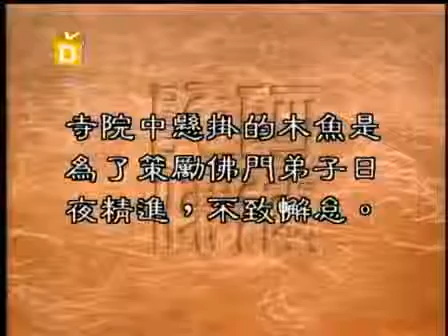 寺院中懸掛的木魚是
為了策勵佛門弟子日
夜精進，不致懈怠。